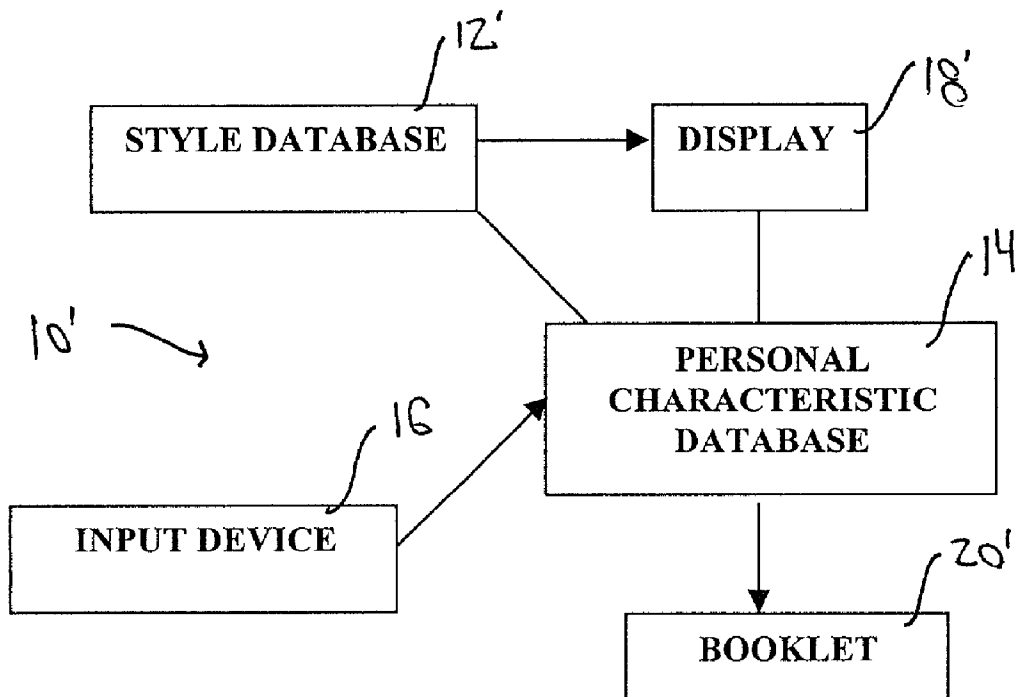 12'
18'
STYLE DATABASE
DISPLAY
14
10'
PERSONAL
CHARACTERISTIC
DATABASE
16
INPUT DEVICE
20'
BOOKLET